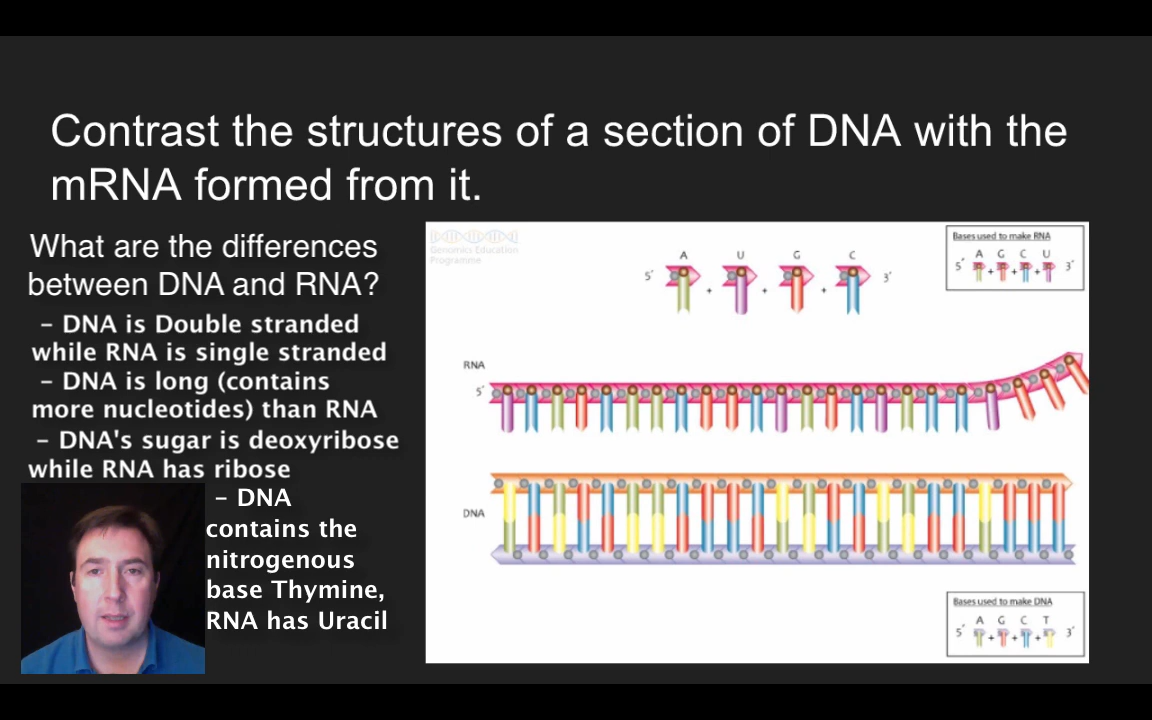 Contrast the structures of a section of DNA with the
mRNA formed from it.
What are the differences
between DNA and RNA?
– DNA is Double stranded
while RNA is single stranded
– DNA is long (contains
more nucleotides) than RNA
– DNA's sugar is deoxyribose
while RNA has ribose
– DNA
contains the
nitrogenous
base Thymine,
RNA has Uracil
Genomics Education
Programme
A U G C
5′ + + + 3′
Bases used to make RNA
A G C U
5′ + + + 3′
RNA
5′
DNA
Bases used to make DNA
A G C T
5′ + + + 3′